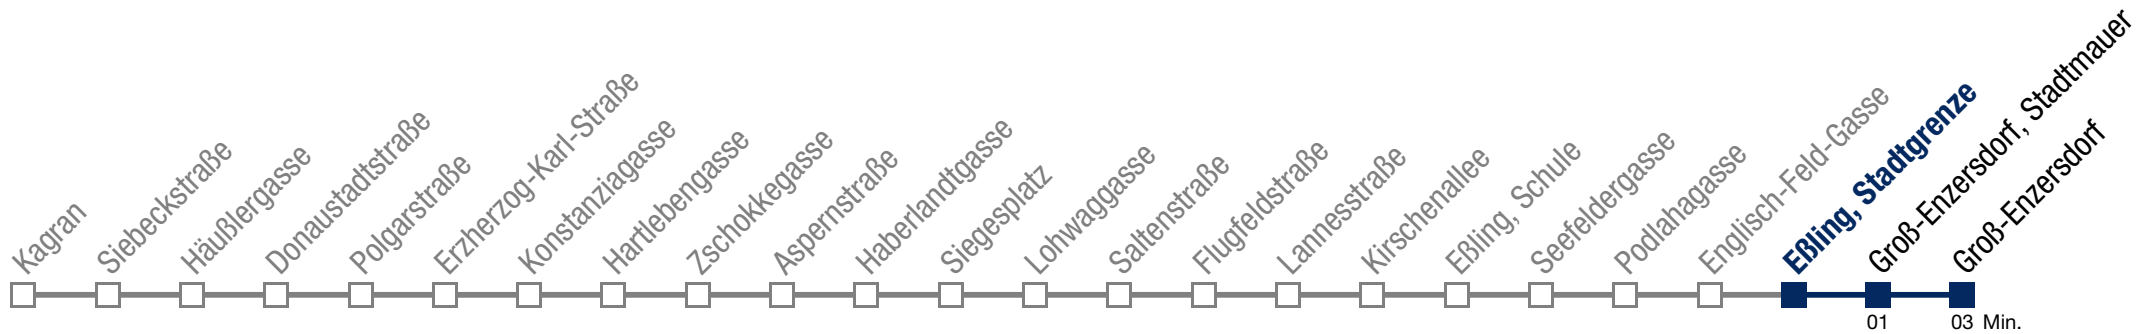 Kagran
Siebeckstraße
Häußlergasse
Donaustadtstraße
Polgarstraße
Erzherzog-Karl-Straße
Konstanziagasse
Hartlebengasse
Zschokkegasse
Aspernstraße
Haberlandtgasse
Siegesplatz
Lohwaggasse
Saltenstraße
Flugfeldstraße
Lannesstraße
Kirschenallee
Eßling, Schule
Seefeldergasse
Podlahagasse
Englisch-Feld-Gasse
Eßling, Stadtgrenze
Groß-Enzersdorf, Stadtmauer
Groß-Enzersdorf
01 03 Min.